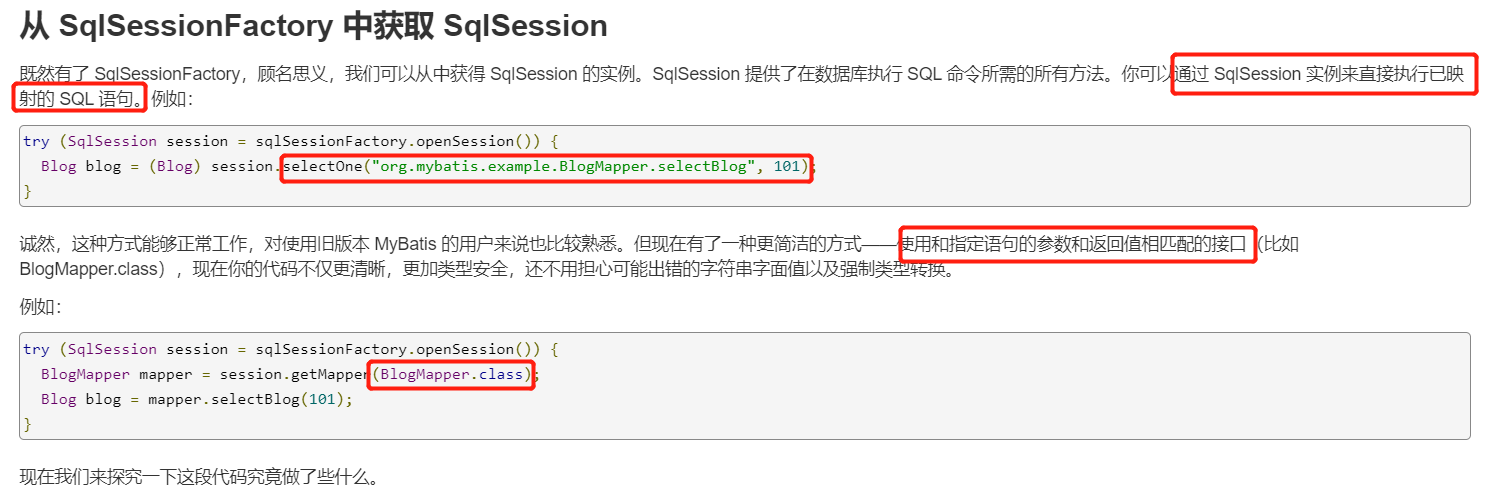 从 SqlSessionFactory 中获取 SqlSession
既然有了 SqlSessionFactory，顾名思义，我们可以从中获得 SqlSession 的实例。SqlSession 提供了在数据库执行 SQL 命令所需的所有方法。你可以通过 SqlSession 实例来直接执行已映
射的 SQL 语句。例如：
try (SqlSession session = sqlSessionFactory.openSession()) {
  Blog blog = (Blog) session.selectOne("org.mybatis.example.BlogMapper.selectBlog", 101);
}
诚然，这种方式能够正常工作，对使用旧版本 MyBatis 的用户来说也比较熟悉。但现在有了一种更简洁的方式——使用和指定语句的参数和返回值相匹配的接口（比如
BlogMapper.class），现在你的代码不仅更清晰，更加类型安全，还不用担心可能出错的字符串字面值以及强制类型转换。
例如：
try (SqlSession session = sqlSessionFactory.openSession()) {
  BlogMapper mapper = session.getMapper(BlogMapper.class);
  Blog blog = mapper.selectBlog(101);
}
现在我们来探究一下这段代码究竟做了些什么。